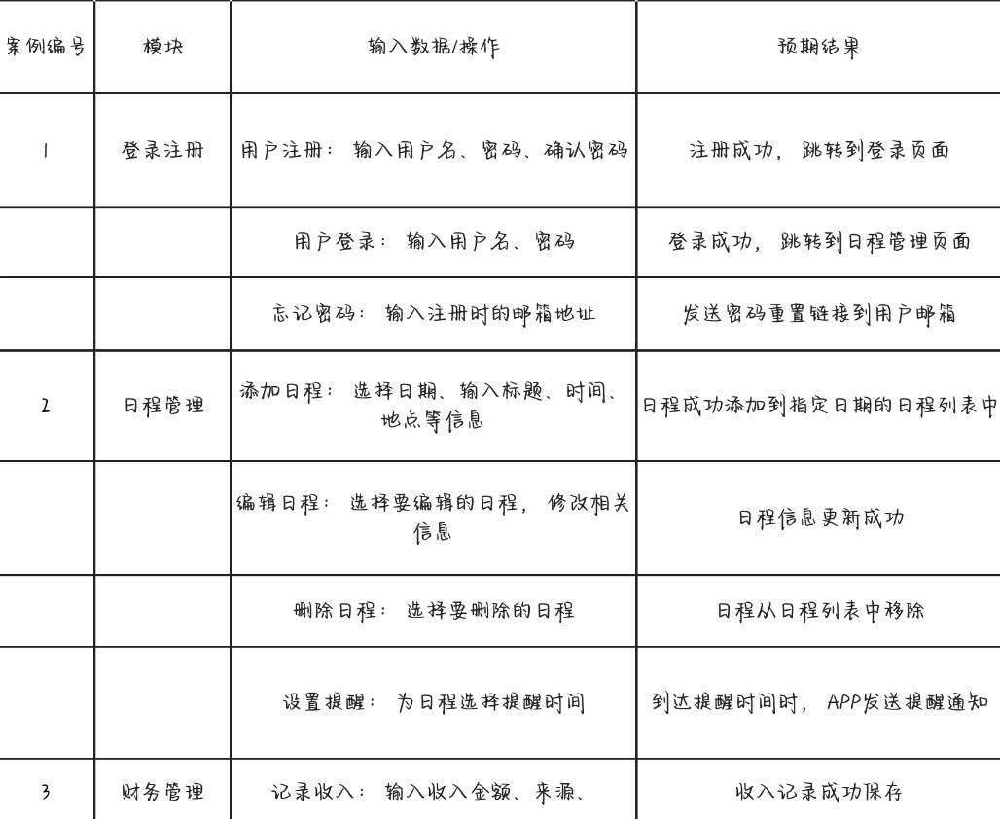 案例编号 模块 输入数据/操作 预期结果
1 登录注册 用户注册： 输入用户名、密码、确认密码 注册成功， 跳转到登录页面
用户登录： 输入用户名、密码 登录成功， 跳转到日程管理页面
忘记密码： 输入注册时的邮箱地址 发送密码重置链接到用户邮箱
2 日程管理 添加日程： 选择日期、输入标题、时间、
地点等信息 日程成功添加到指定日期的日程列表中
编辑日程： 选择要编辑的日程， 修改相关
信息 日程信息更新成功
删除日程： 选择要删除的日程 日程从日程列表中移除
设置提醒： 为日程选择提醒时间 到达提醒时间时， APP发送提醒通知
3 财务管理 记录收入： 输入收入金额、来源、 收入记录成功保存